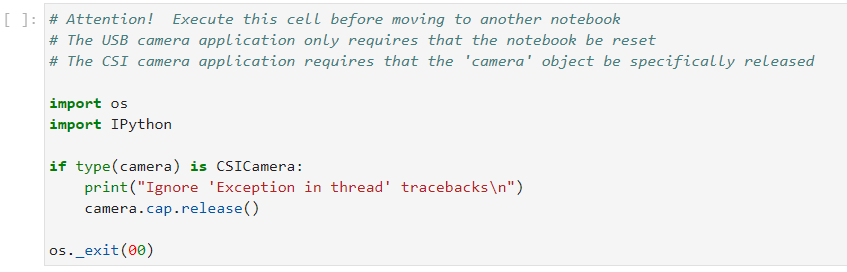 [ ]: # Attention!  Execute this cell before moving to another notebook
# The USB camera application only requires that the notebook be reset
# The CSI camera application requires that the 'camera' object be specifically released

import os
import IPython

if type(camera) is CSICamera:
    print("Ignore 'Exception in thread' tracebacks\n")
    camera.cap.release()

os._exit(00)